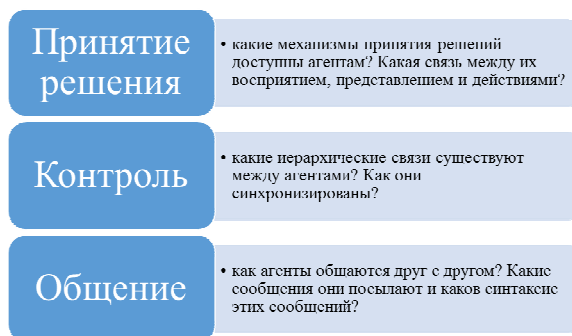 Принятие
решения
• какие механизмы принятия решений
доступны агентам? Какая связь между их
восприятием, представлением и действиями?
Контроль
• какие иерархические связи существуют
между агентами? Как они
синхронизированы?
Общение
• как агенты общаются друг с другом? Какие
сообщения они посылают и каков синтаксис
этих сообщений?